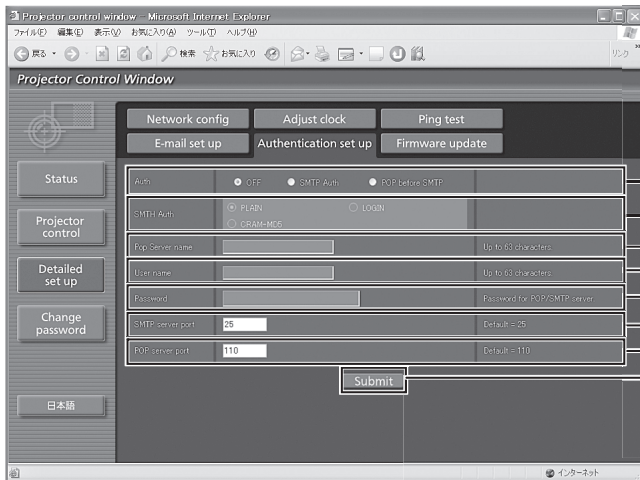 Projector control window - Microsoft Internet Explorer
ファイル(F) 編集(E) 表示(V) お気に入り(A) ツール(T) ヘルプ(H)
戻る 検索 お気に入り リンク
Projector Control Window
Network config Adjust clock Ping test
E-mail set up Authentication set up Firmware update
Status
Projector control
Detailed set up
Change password
日本語
Auth OFF SMTP Auth POP before SMTP
SMTH Auth PLAIN LOGIN
CRAM-MD5
Pop Server name Up to 63 characters
User name Up to 63 characters
Password Password for POP/SMTP server
SMTP server port 25 Default = 25
POP server port 110 Default = 110
Submit
インターネット